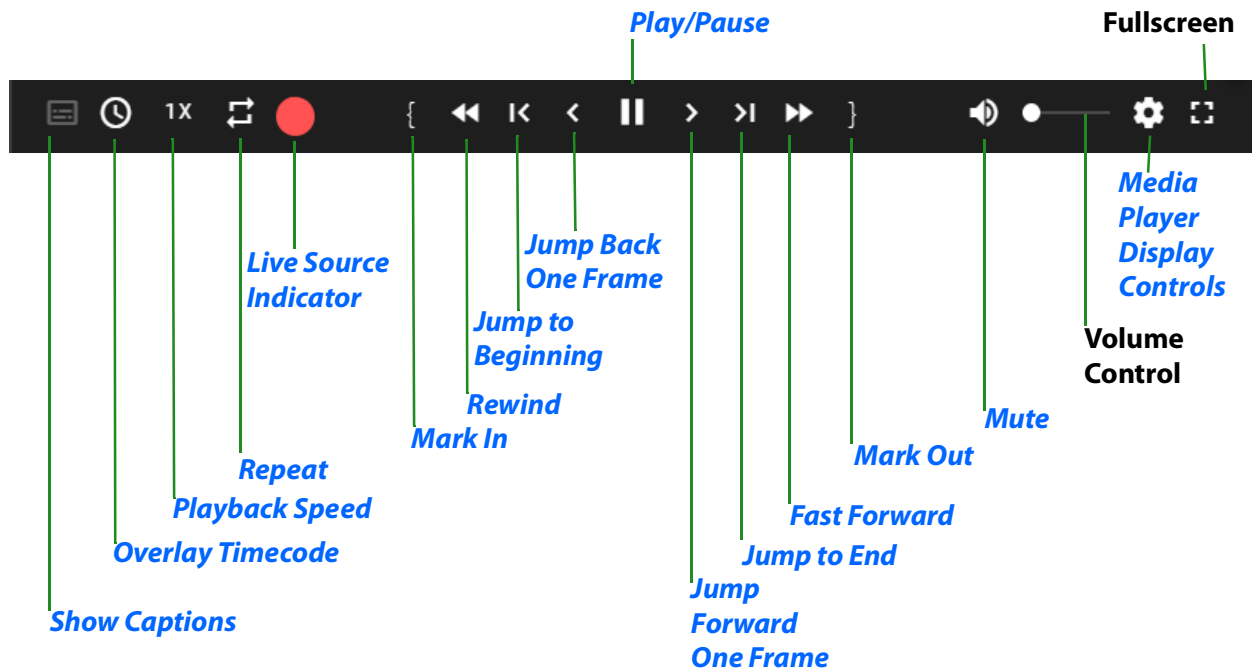 Play/Pause
Fullscreen
1X
{
}
Live Source
Indicator
Jump Back
One Frame
Media
Player
Display
Controls
Jump to
Beginning
Volume
Control
Rewind
Mark In
Mute
Mark Out
Repeat
Playback Speed
Fast Forward
Overlay Timecode
Jump to End
Jump
Forward
One Frame
Show Captions